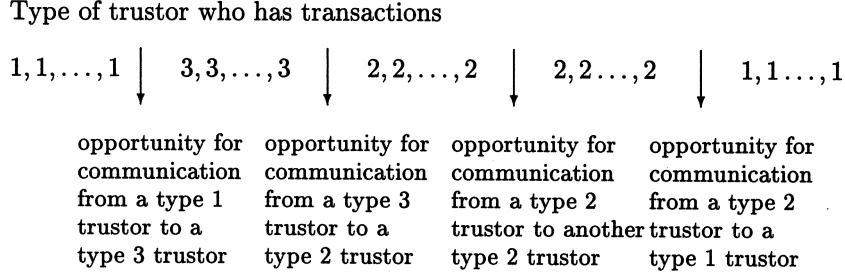 Type of trustor who has transactions
1, 1, . . . , 1
3, 3, . . . , 3
2, 2, . . . , 2
2, 2 . . . , 2
1, 1 . . . , 1
opportunity for
communication
from a type 1
trustor to a
type 3 trustor
opportunity for
communication
from a type 3
trustor to a
type 2 trustor
opportunity for
communication
from a type 2
trustor to another
type 2 trustor
opportunity for
communication
from a type 2
trustor to a
type 1 trustor